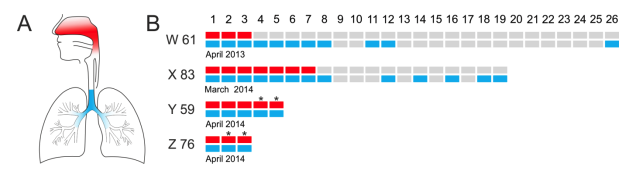 A
B
1 2 3 4 5 6 7 8 9 10 11 12 13 14 15 16 17 18 19 20 21 22 23 24 25 26
W 61
April 2013
X 83
March 2014
* *
Y 59
April 2014
* *
Z 76
April 2014